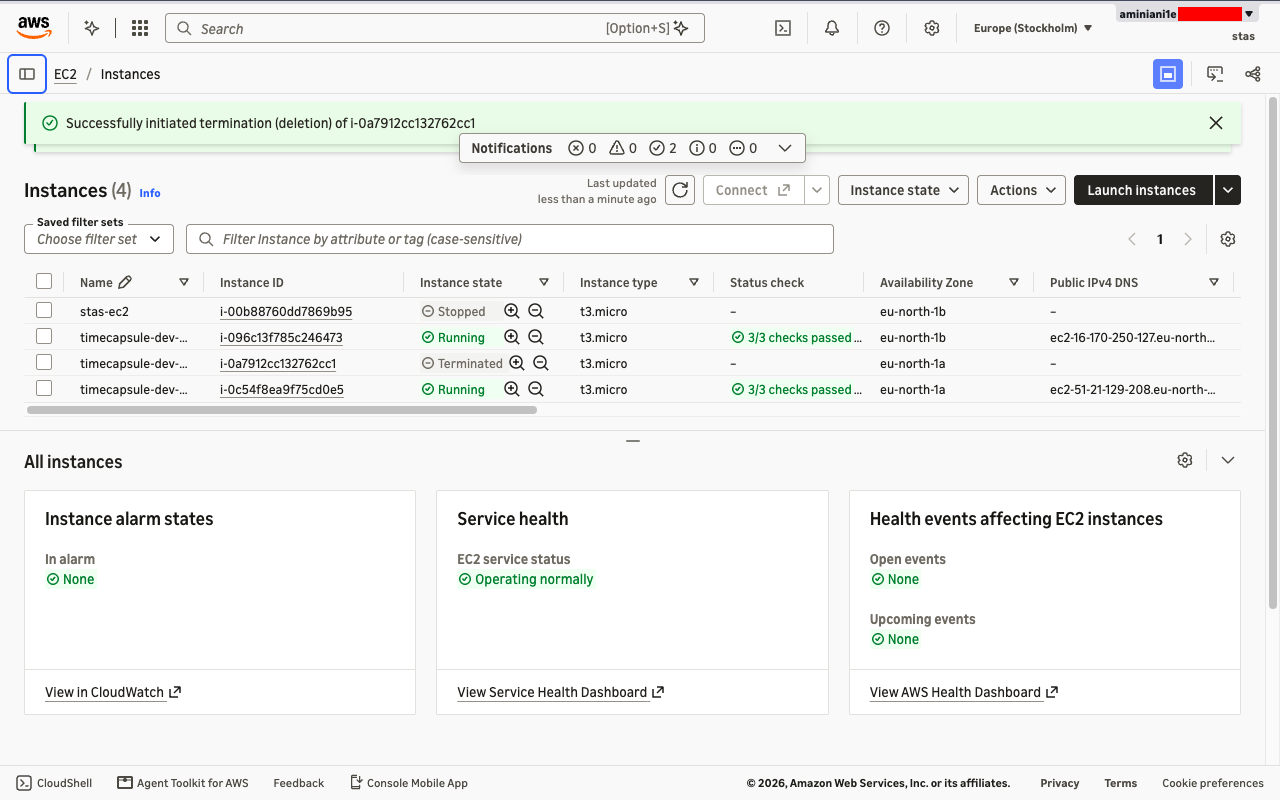 aws
Search [Option+S]
Europe (Stockholm)
aminiani1e
stas
EC2 / Instances
Successfully initiated termination (deletion) of i-0a7912cc132762cc1
Notifications 0 0 2 0 0
Instances (4) Info
Last updated
less than a minute ago
Connect
Instance state
Actions
Launch instances
Saved filter sets
Choose filter set
Filter Instance by attribute or tag (case-sensitive)
1
Name Instance ID Instance state Instance type Status check Availability Zone Public IPv4 DNS
stas-ec2 i-00b88760dd7869b95 Stopped t3.micro – eu-north-1b –
timecapsule-dev-... i-096c13f785c246473 Running t3.micro 3/3 checks passed ... eu-north-1b ec2-16-170-250-127.eu-north...
timecapsule-dev-... i-0a7912cc132762cc1 Terminated t3.micro – eu-north-1a –
timecapsule-dev-... i-0c54f8ea9f75cd0e5 Running t3.micro 3/3 checks passed ... eu-north-1a ec2-51-21-129-208.eu-north-...
All instances
Instance alarm states
In alarm
None
View in CloudWatch
Service health
EC2 service status
Operating normally
View Service Health Dashboard
Health events affecting EC2 instances
Open events
None
Upcoming events
None
View AWS Health Dashboard
CloudShell Agent Toolkit for AWS Feedback Console Mobile App © 2026, Amazon Web Services, Inc. or its affiliates. Privacy Terms Cookie preferences